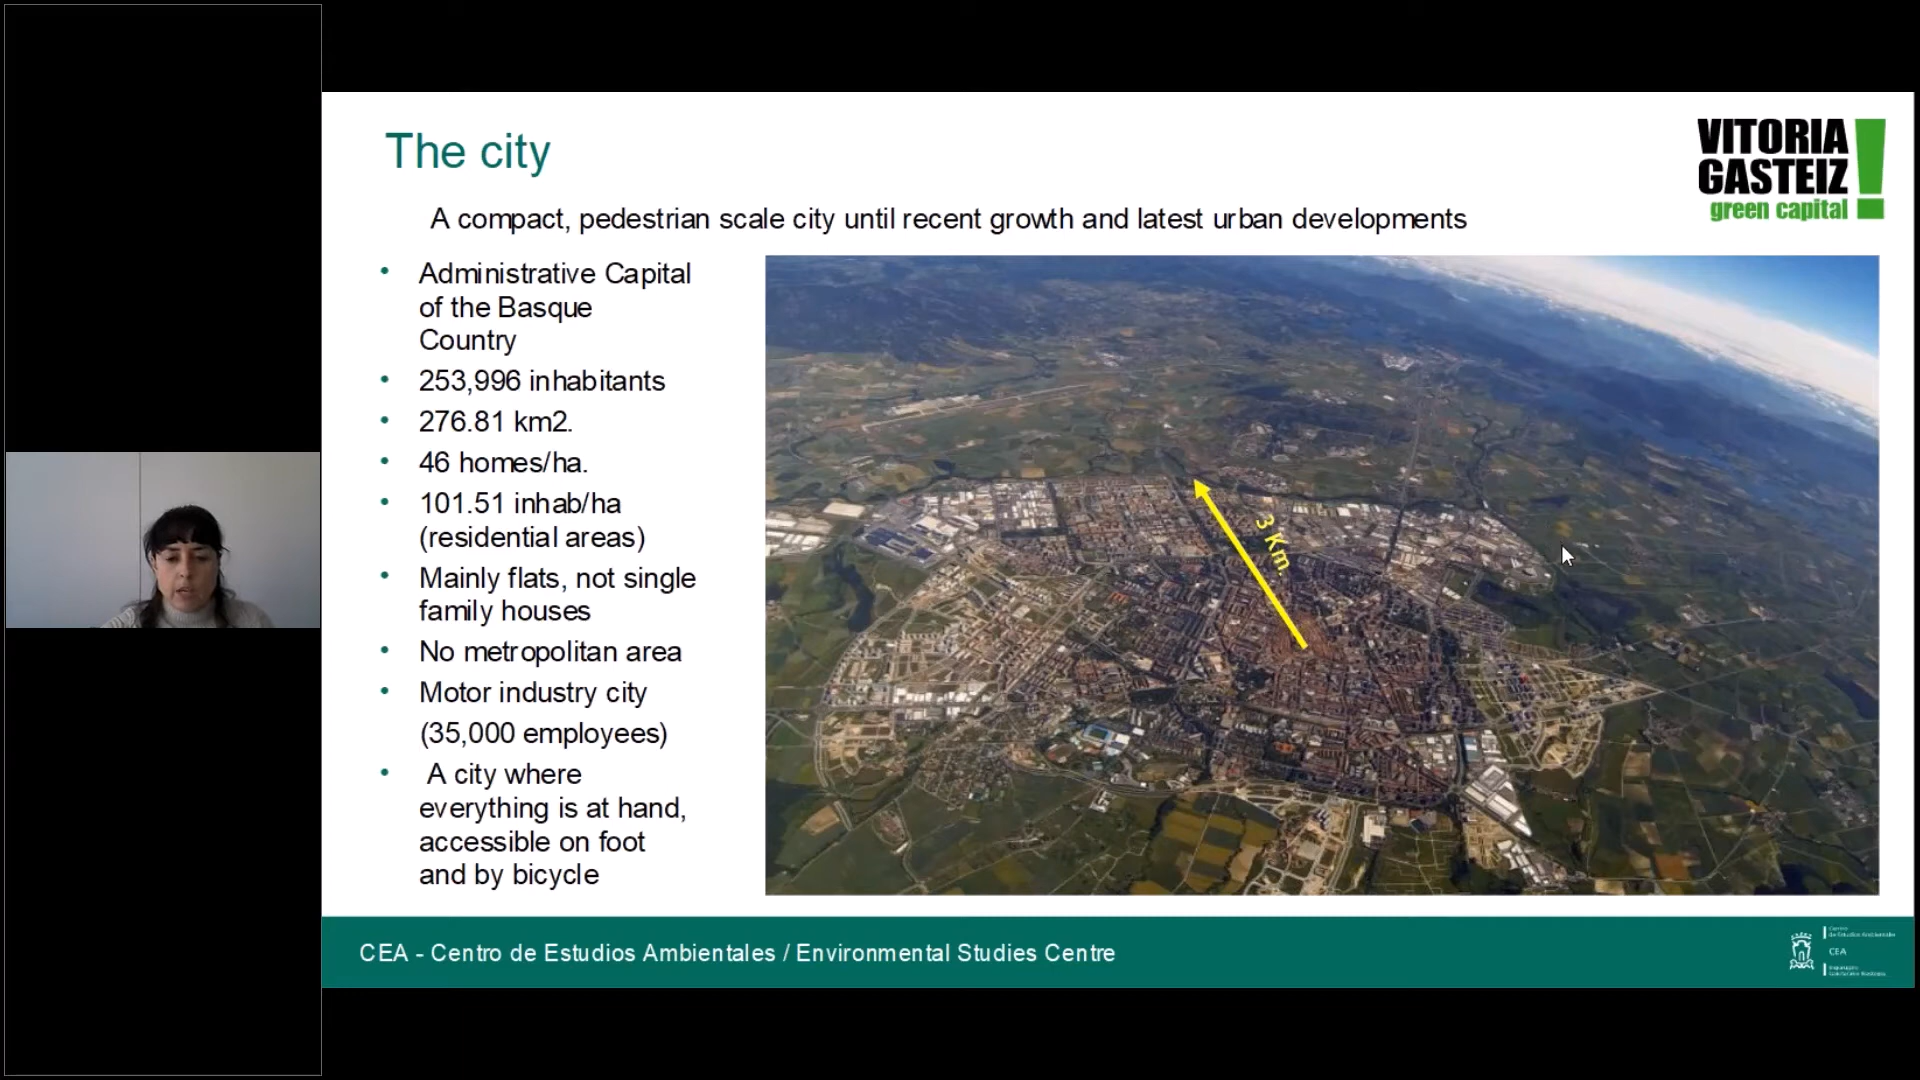 The city
VITORIA
GASTEIZ
green capital
A compact, pedestrian scale city until recent growth and latest urban developments
• Administrative Capital
of the Basque
Country
• 253,996 inhabitants
• 276.81 km2.
• 46 homes/ha.
• 101.51 inhab/ha
(residential areas)
• Mainly flats, not single
family houses
• No metropolitan area
• Motor industry city
(35,000 employees)
• A city where
everything is at hand,
accessible on foot
and by bicycle
3 Km.
CEA - Centro de Estudios Ambientales / Environmental Studies Centre
CEA